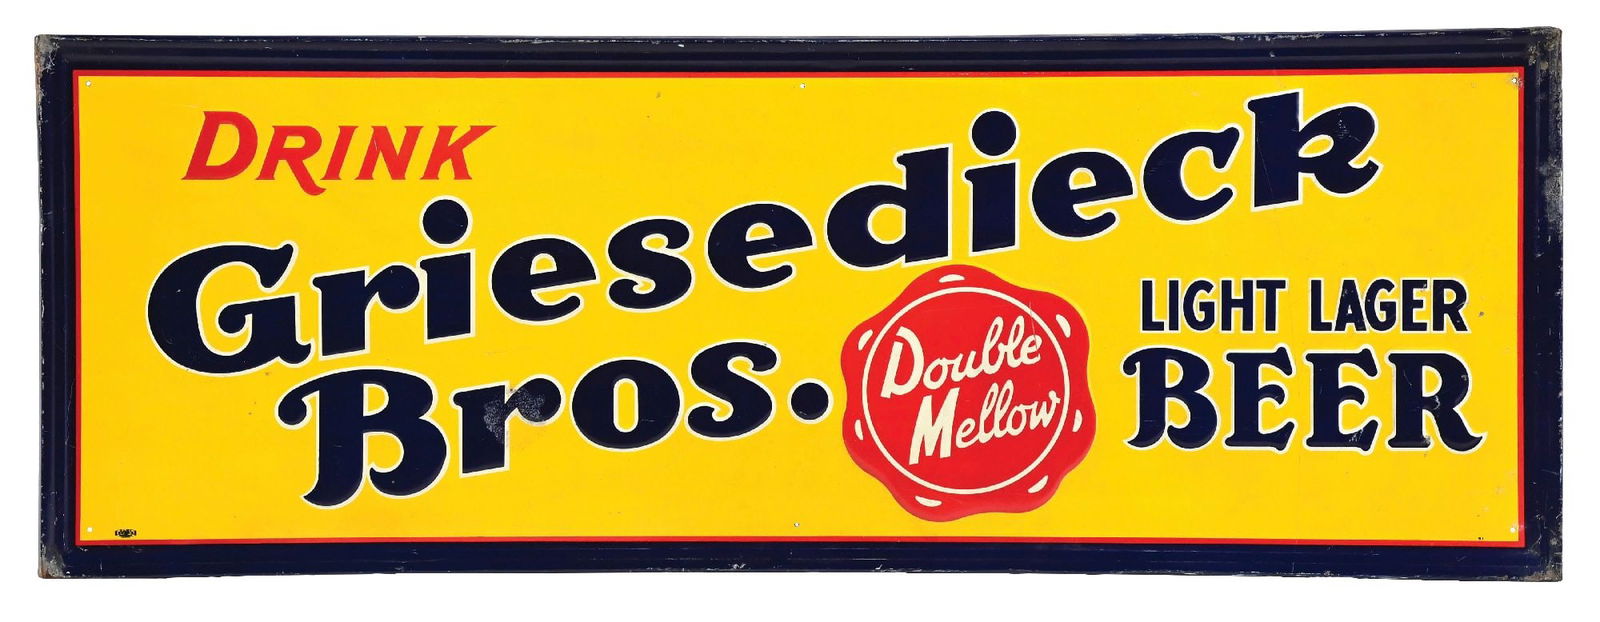 DRINK
Griesedieck
Bros.
Double
Mellow
LIGHT LAGER
BEER